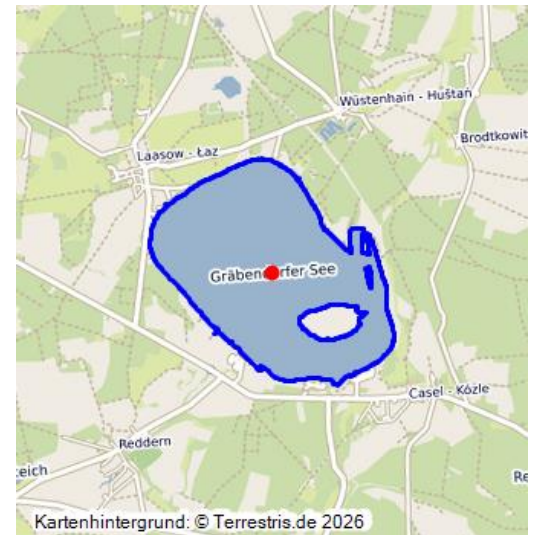 Wüstenhain - Huštań
Brodtkowit
Laasow - Łaz
Gräbendorfer See
Casel - Kózle
Reddern
eich
Re
Kartenhintergrund: © Terrestris.de 2026